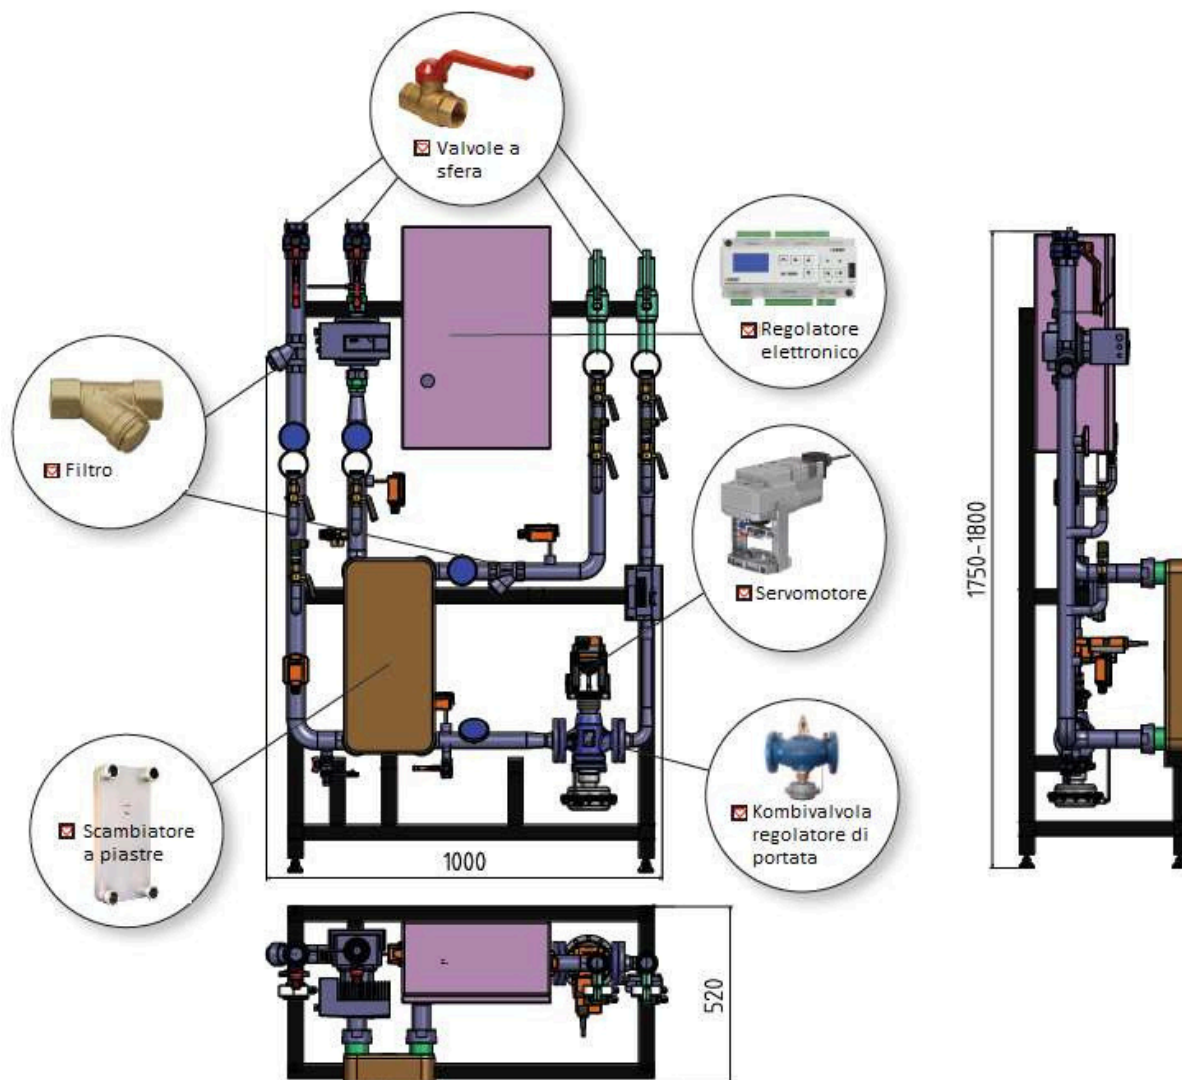 Valvole a
sfera
Regolatore
elettronico
Filtro
Servomotore
Scambiatore
a piastre
Kombivalvola
regolatore di
portata
1000
1750-1800
520